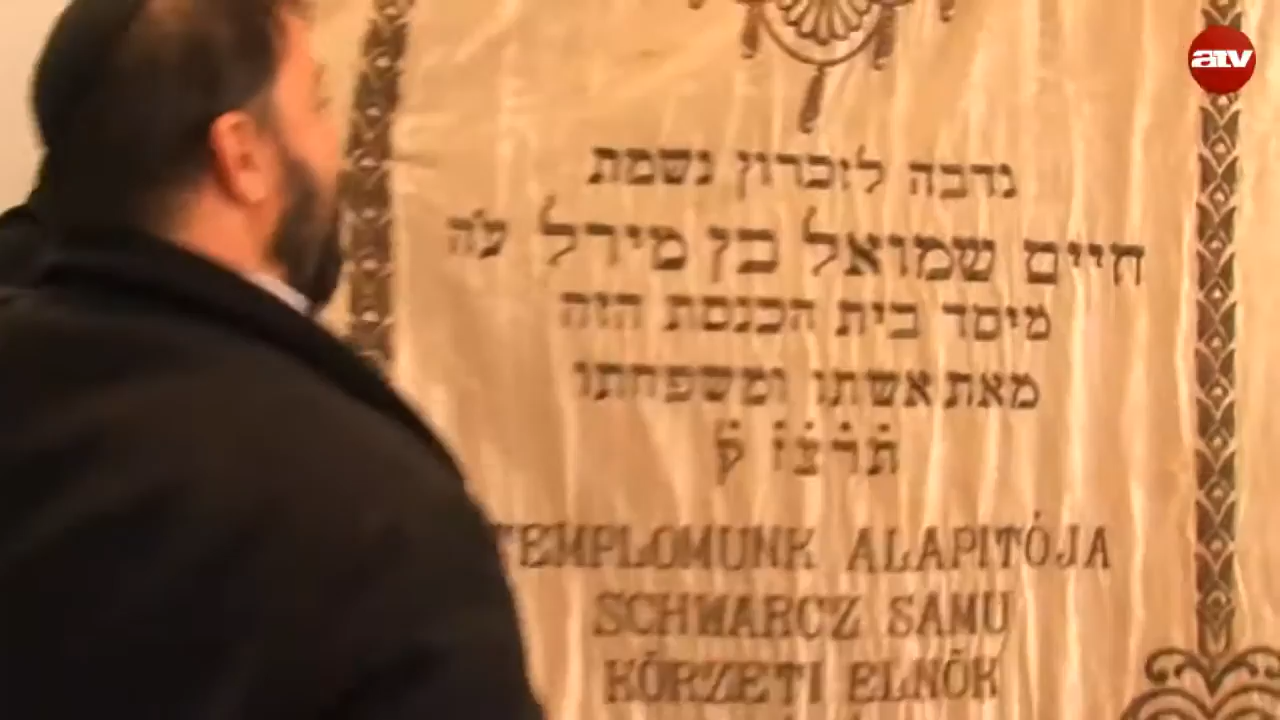 atv
נדבה לזכרון נשמת
חיים שמואל בן מירל ע״ה
מיסד בית הכנסת הזה
מאת אשתו ומשפחתו
תרצו ק
TEMPLOMUNK ALAPITÓJA
SCHWARCZ SAMU
KÖRZETI ELNÖK